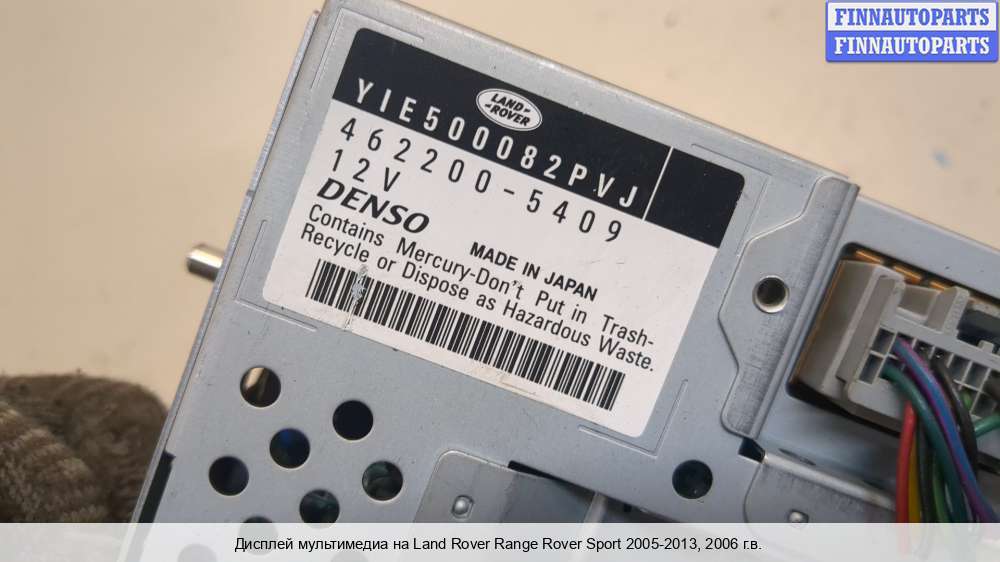 FINNAUTOPARTS
FINNAUTOPARTS
LAND-
-ROVER
YIE500082PVJ
462200-5409
12V
DENSO
MADE IN JAPAN
Contains Mercury-Don't Put in Trash-
Recycle or Dispose as Hazardous Waste.
Дисплей мультимедиа на Land Rover Range Rover Sport 2005-2013, 2006 г.в.